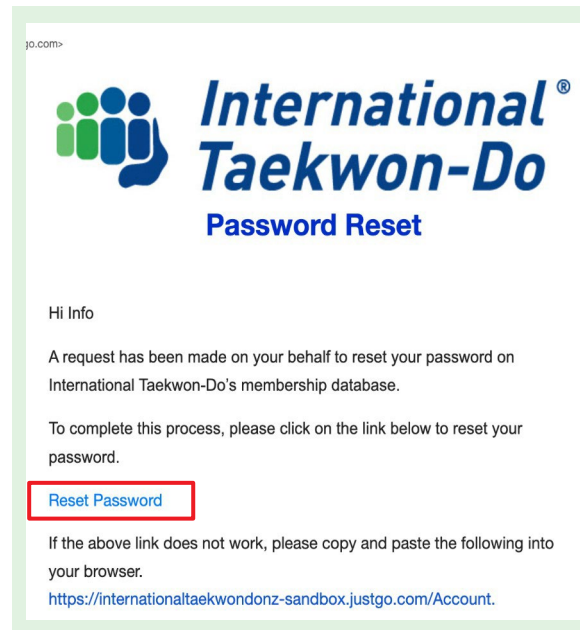 go.com>
International®
Taekwon-Do
Password Reset
Hi Info
A request has been made on your behalf to reset your password on
International Taekwon-Do's membership database.
To complete this process, please click on the link below to reset your
password.
Reset Password
If the above link does not work, please copy and paste the following into
your browser.
https://internationaltaekwondonz-sandbox.justgo.com/Account.